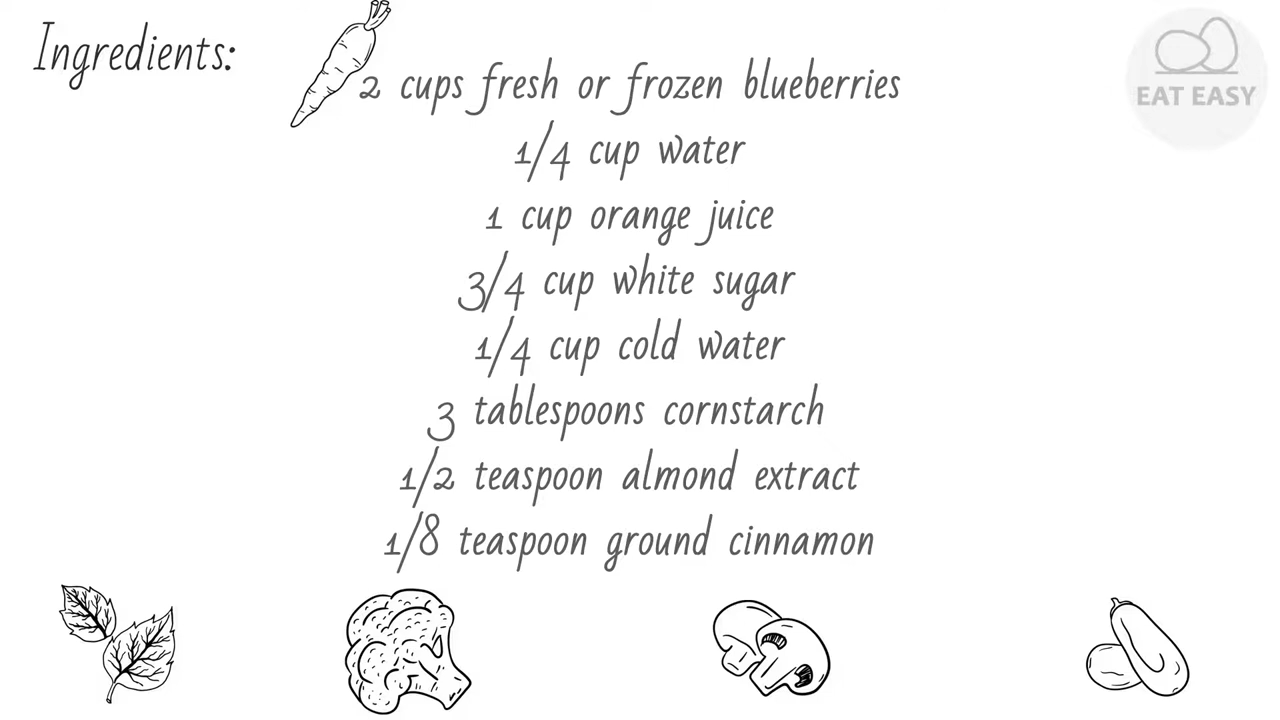 Ingredients:
2 cups fresh or frozen blueberries
1/4 cup water
1 cup orange juice
3/4 cup white sugar
1/4 cup cold water
3 tablespoons cornstarch
1/2 teaspoon almond extract
1/8 teaspoon ground cinnamon
EAT EASY